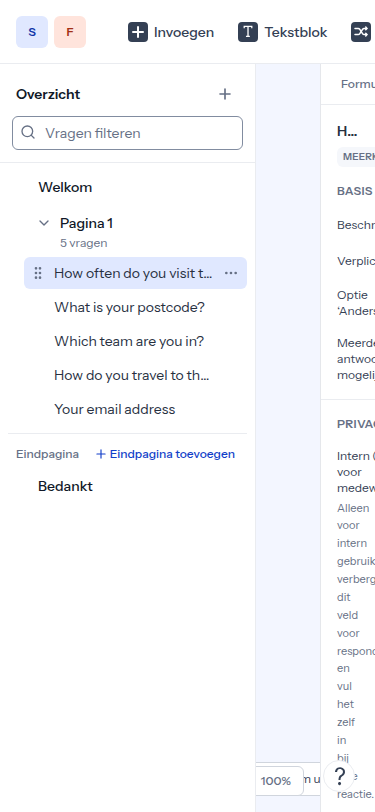 S F Invoegen Tekstblok
Overzicht
Vragen filteren
Welkom
Pagina 1
5 vragen
How often do you visit t...
What is your postcode?
Which team are you in?
How do you travel to th...
Your email address
Eindpagina + Eindpagina toevoegen
Bedankt
100%
Formu
H...
MEERK
BASIS
Beschr
Verplic
Optie
'Anders
Meerde
antwoo
mogelij
PRIVAC
Intern (
voor
medew
Alleen
voor
intern
gebruik
verberg
dit
veld
voor
respon
en
vul
het
zelf
in
bij
?
reactie.